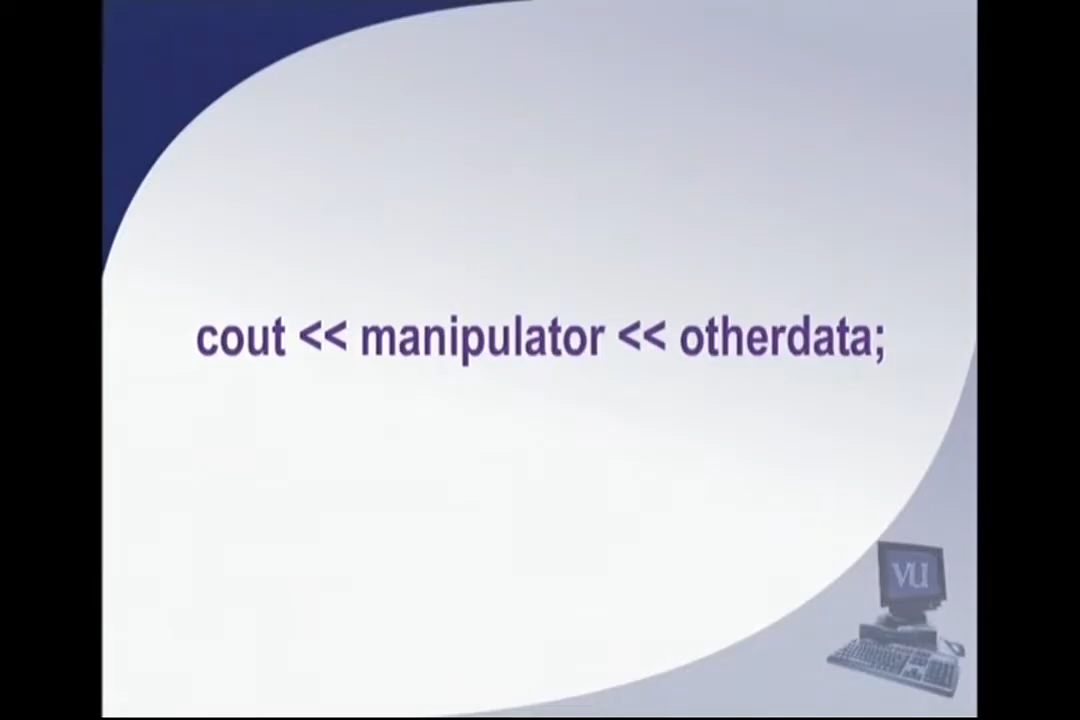 cout << manipulator << otherdata;
VU